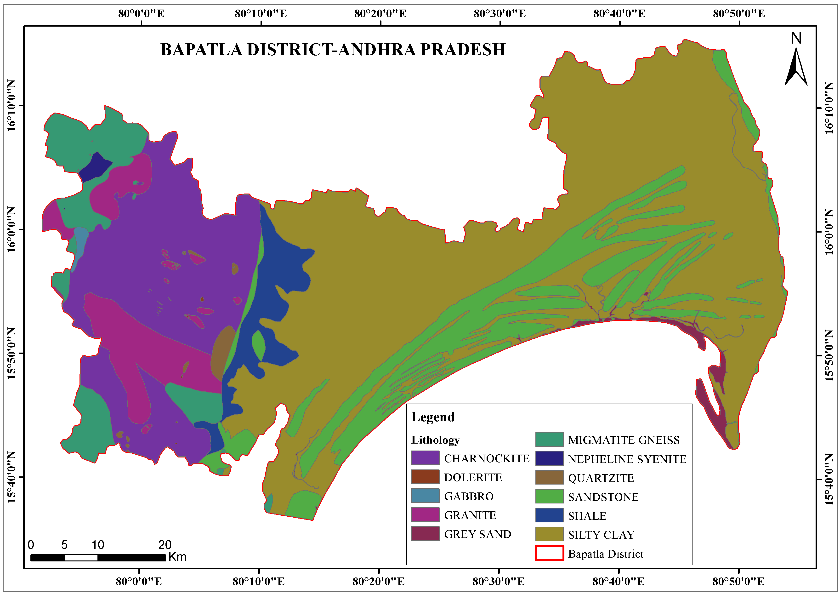 80°0'0"E 80°10'0"E 80°20'0"E 80°30'0"E 80°40'0"E 80°50'0"E
BAPATLA DISTRICT-ANDHRA PRADESH
N
16°10'0"N 16°10'0"N
16°0'0"N 16°0'0"N
15°50'0"N 15°50'0"N
15°40'0"N 15°40'0"N
Legend
Lithology
CHARNOCKITE
DOLERITE
GABBRO
GRANITE
GREY SAND
MIGMATITE GNEISS
NEPHELINE SYENITE
QUARTZITE
SANDSTONE
SHALE
SILTY CLAY
Bapatla District
0 5 10 20
Km
80°0'0"E 80°10'0"E 80°20'0"E 80°30'0"E 80°40'0"E 80°50'0"E